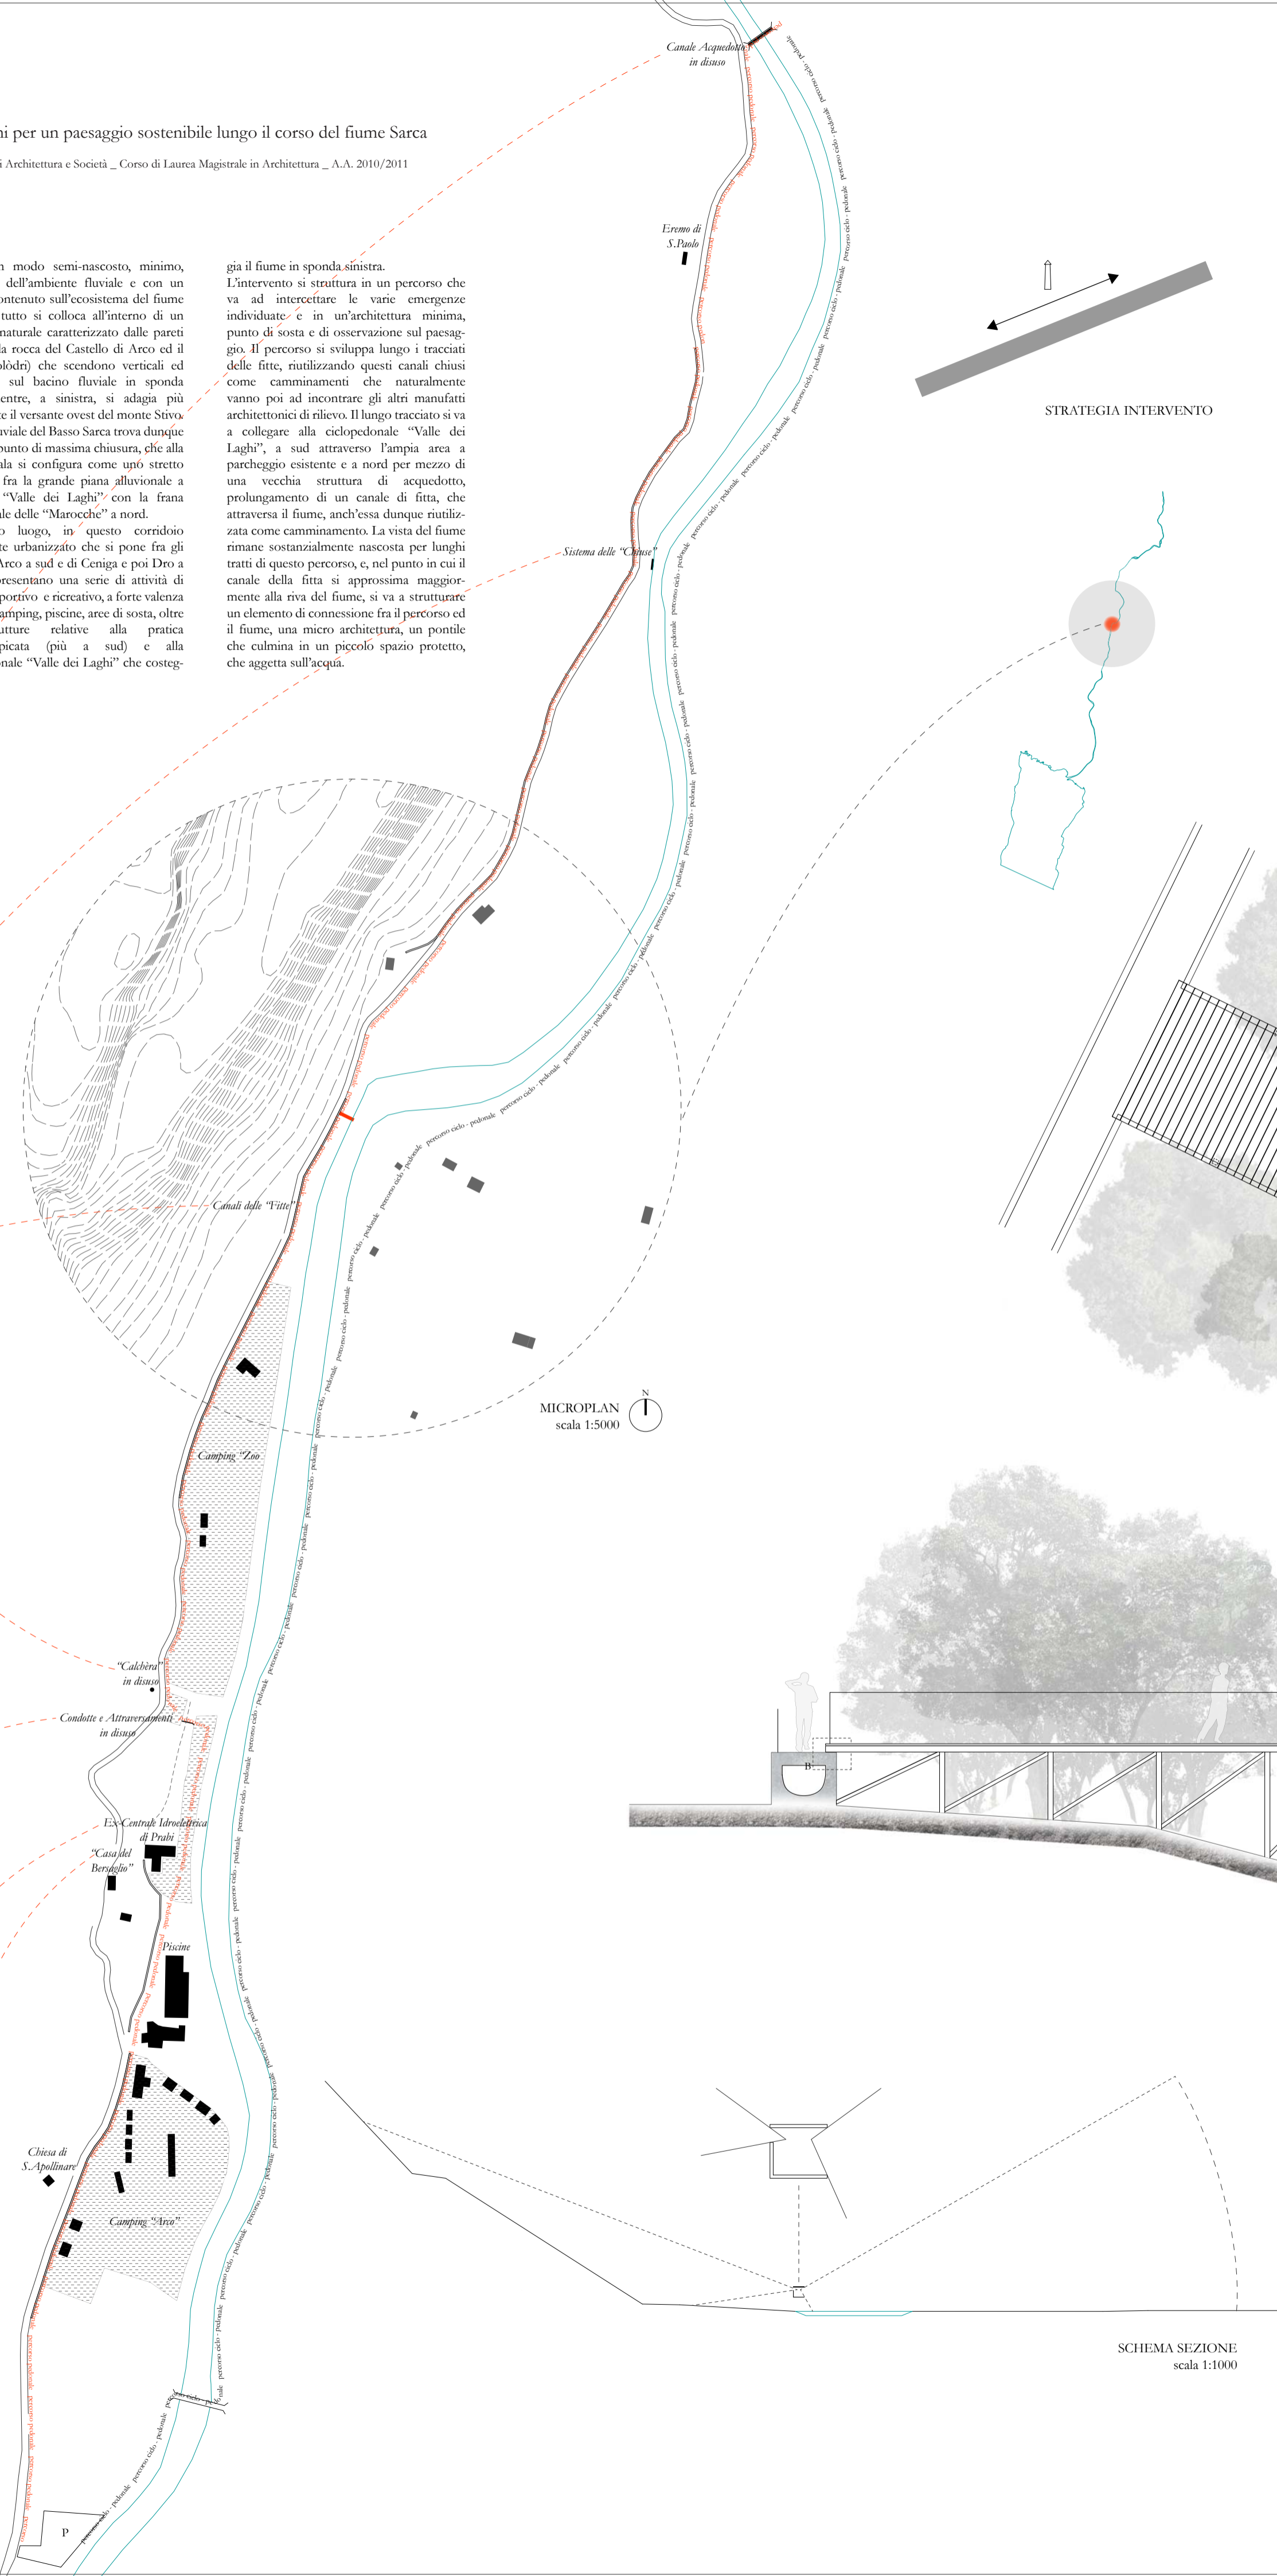 ni per un paesaggio sostenibile lungo il corso del fiume Sarca
i Architettura e Società _ Corso di Laurea Magistrale in Architettura _ A.A. 2010/2011
n modo semi-nascosto, minimo,
dell’ambiente fluviale e con un
ontenuto sull’ecosistema del fiume
tutto si colloca all’interno di un
naturale caratterizzato dalle pareti
la rocca del Castello di Arco ed il
olòdri) che scendono verticali ed
sul bacino fluviale in sponda
entre, a sinistra, si adagia più
te il versante ovest del monte Stivo.
uviale del Basso Sarca trova dunque
punto di massima chiusura, che alla
ala si configura come uno stretto
fra la grande piana alluvionale a
“Valle dei Laghi” con la frana
ale delle “Marocche” a nord.
o luogo, in questo corridoio
te urbanizzato che si pone fra gli
Arco a sud e di Ceniga e poi Dro a
presentano una serie di attività di
portivo e ricreativo, a forte valenza
amping, piscine, aree di sosta, oltre
utture relative alla pratica
picata (più a sud) e alla
onale “Valle dei Laghi” che costeg-
gia il fiume in sponda sinistra.
L’intervento si struttura in un percorso che
va ad intercettare le varie emergenze
individuate e in un’architettura minima,
punto di sosta e di osservazione sul paesag-
gio. Il percorso si sviluppa lungo i tracciati
delle fitte, riutilizzando questi canali chiusi
come camminamenti che naturalmente
vanno poi ad incontrare gli altri manufatti
architettonici di rilievo. Il lungo tracciato si va
a collegare alla ciclopedonale “Valle dei
Laghi”, a sud attraverso l’ampia area a
parcheggio esistente e a nord per mezzo di
una vecchia struttura di acquedotto,
prolungamento di un canale di fitta, che
attraversa il fiume, anch’essa dunque riutiliz-
zata come camminamento. La vista del fiume
rimane sostanzialmente nascosta per lunghi
tratti di questo percorso, e, nel punto in cui il
canale della fitta si approssima maggior-
mente alla riva del fiume, si va a strutturare
un elemento di connessione fra il percorso ed
il fiume, una micro architettura, un pontile
che culmina in un piccolo spazio protetto,
che aggetta sull’acqua.
Canale Acquedotto
in disuso
percorso pedonale
percorso ciclo - pedonale
Eremo di
S.Paolo
STRATEGIA INTERVENTO
Sistema delle “Chiuse”
Canali delle “Fitte”
MICROPLAN
scala 1:5000
N
Camping “Zoo
“Calchèra”
in disuso
Condotte e Attraversamenti
in disuso
B
Ex-Centrale Idroelettrica
di Prabi
“Casa del
Bersaglio”
Piscine
Chiesa di
S.Apollinare
Camping “Arco”
SCHEMA SEZIONE
scala 1:1000
P